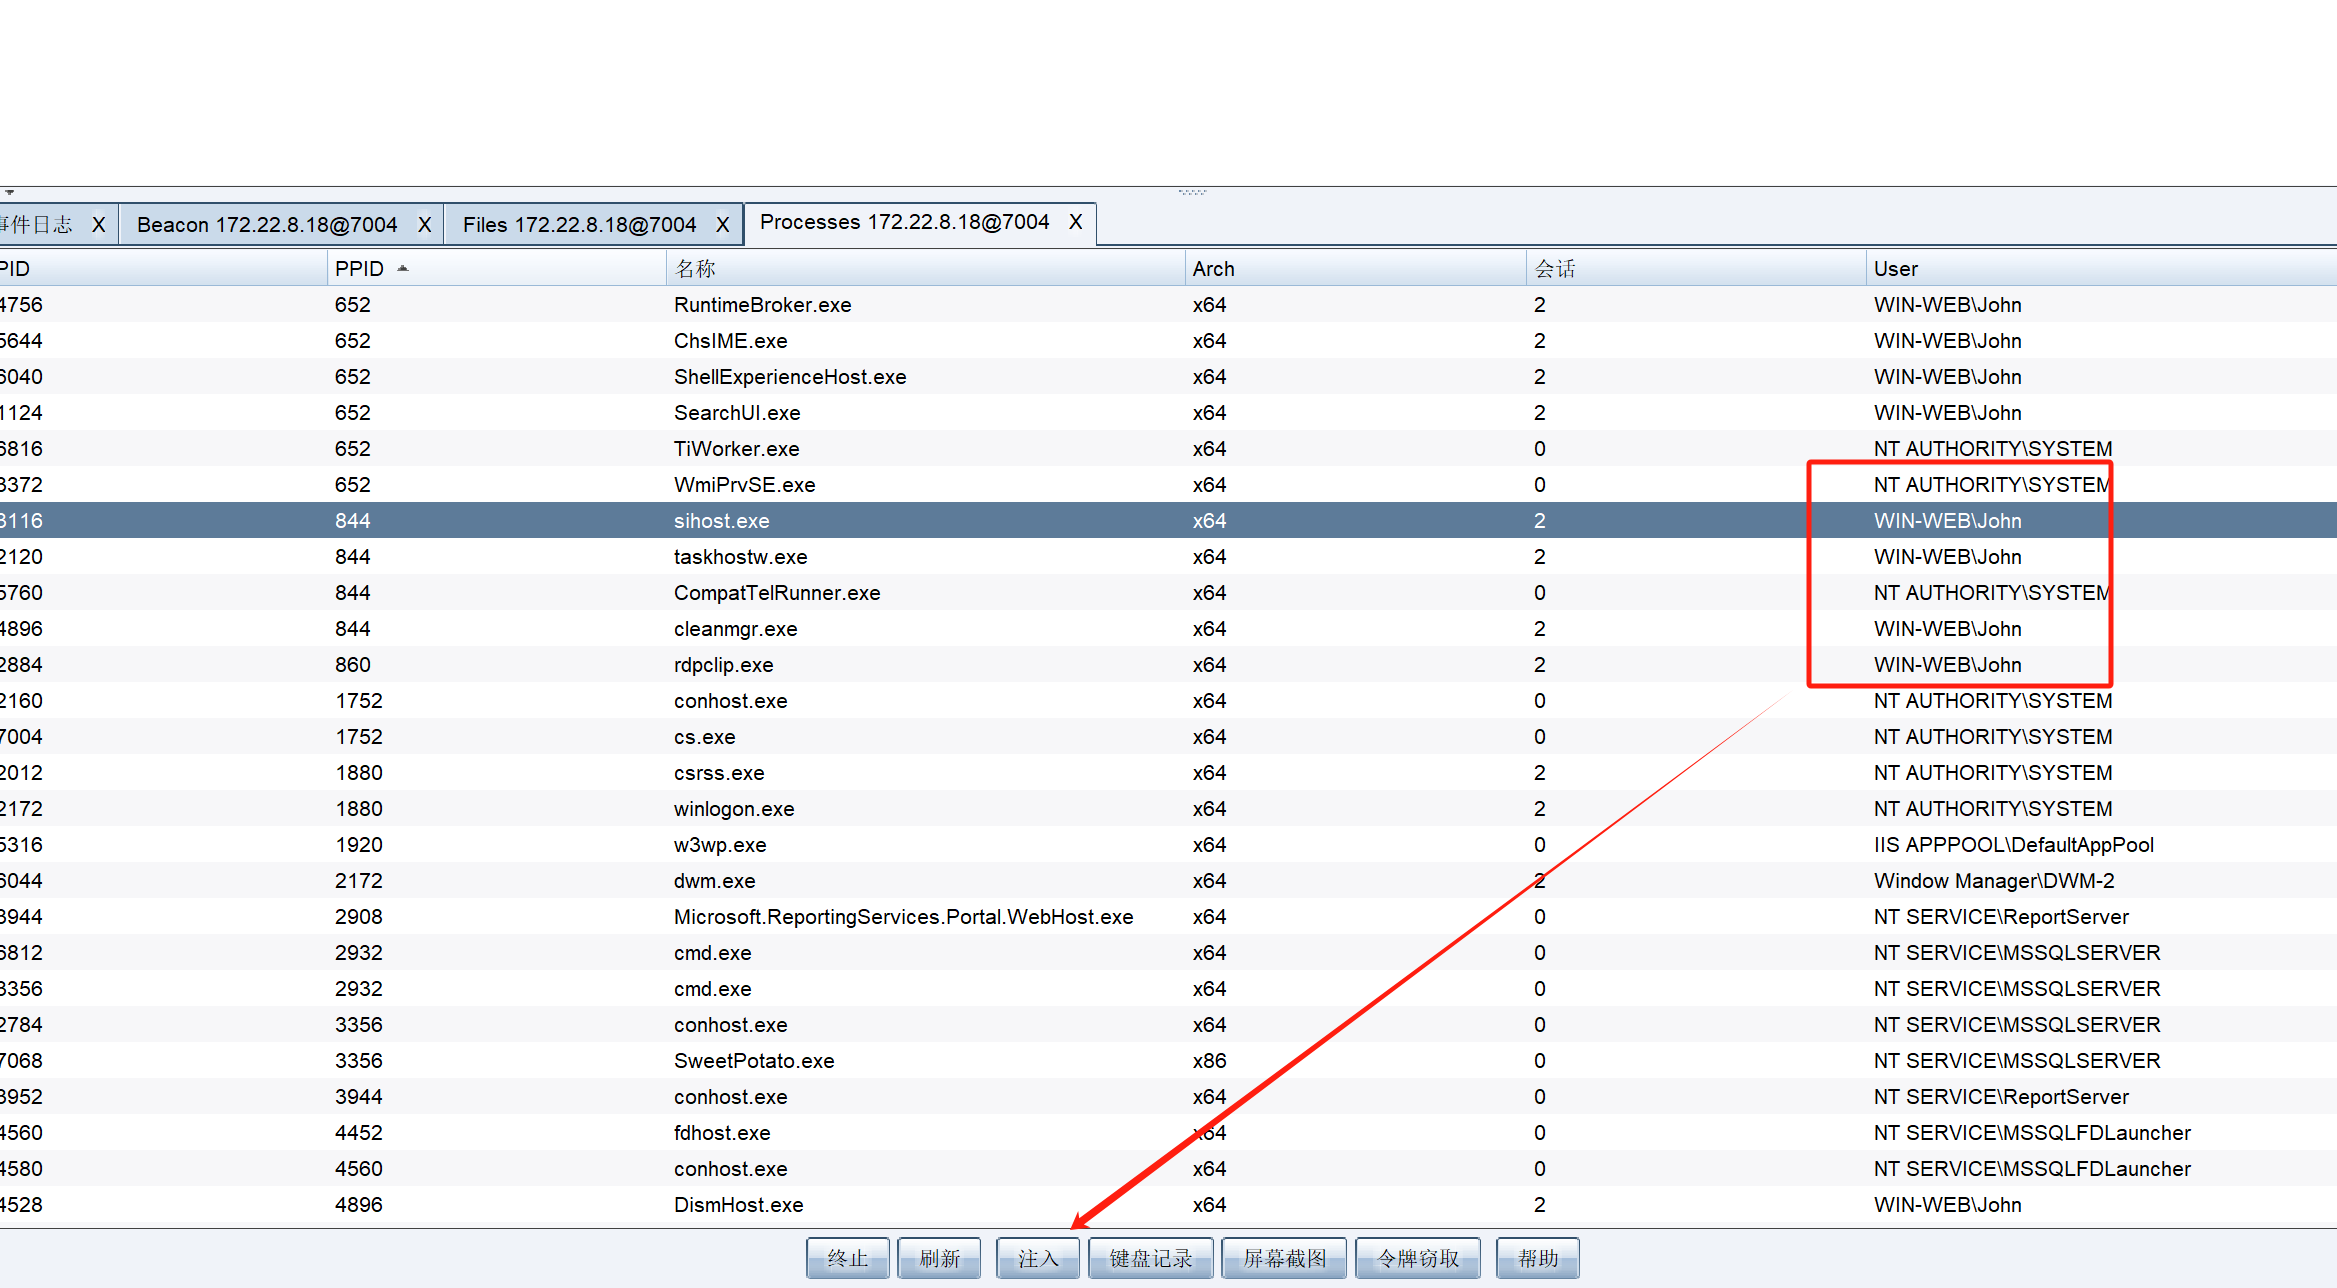 事件日志 X Beacon 172.22.8.18@7004 X Files 172.22.8.18@7004 X Processes 172.22.8.18@7004 X
PID PPID 名称 Arch 会话 User
4756 652 RuntimeBroker.exe x64 2 WIN-WEB\John
5644 652 ChsIME.exe x64 2 WIN-WEB\John
6040 652 ShellExperienceHost.exe x64 2 WIN-WEB\John
1124 652 SearchUI.exe x64 2 WIN-WEB\John
6816 652 TiWorker.exe x64 0 NT AUTHORITY\SYSTEM
3372 652 WmiPrvSE.exe x64 0 NT AUTHORITY\SYSTEM
3116 844 sihost.exe x64 2 WIN-WEB\John
2120 844 taskhostw.exe x64 2 WIN-WEB\John
5760 844 CompatTelRunner.exe x64 0 NT AUTHORITY\SYSTEM
4896 844 cleanmgr.exe x64 2 WIN-WEB\John
2884 860 rdpclip.exe x64 2 WIN-WEB\John
2160 1752 conhost.exe x64 0 NT AUTHORITY\SYSTEM
7004 1752 cs.exe x64 0 NT AUTHORITY\SYSTEM
2012 1880 csrss.exe x64 2 NT AUTHORITY\SYSTEM
2172 1880 winlogon.exe x64 2 NT AUTHORITY\SYSTEM
5316 1920 w3wp.exe x64 0 IIS APPPOOL\DefaultAppPool
6044 2172 dwm.exe x64 2 Window Manager\DWM-2
3944 2908 Microsoft.ReportingServices.Portal.WebHost.exe x64 0 NT SERVICE\ReportServer
6812 2932 cmd.exe x64 0 NT SERVICE\MSSQLSERVER
3356 2932 cmd.exe x64 0 NT SERVICE\MSSQLSERVER
2784 3356 conhost.exe x64 0 NT SERVICE\MSSQLSERVER
7068 3356 SweetPotato.exe x86 0 NT SERVICE\MSSQLSERVER
3952 3944 conhost.exe x64 0 NT SERVICE\ReportServer
4560 4452 fdhost.exe x64 0 NT SERVICE\MSSQLFDLauncher
4580 4560 conhost.exe x64 0 NT SERVICE\MSSQLFDLauncher
4528 4896 DismHost.exe x64 2 WIN-WEB\John
终止 刷新 注入 键盘记录 屏幕截图 令牌窃取 帮助